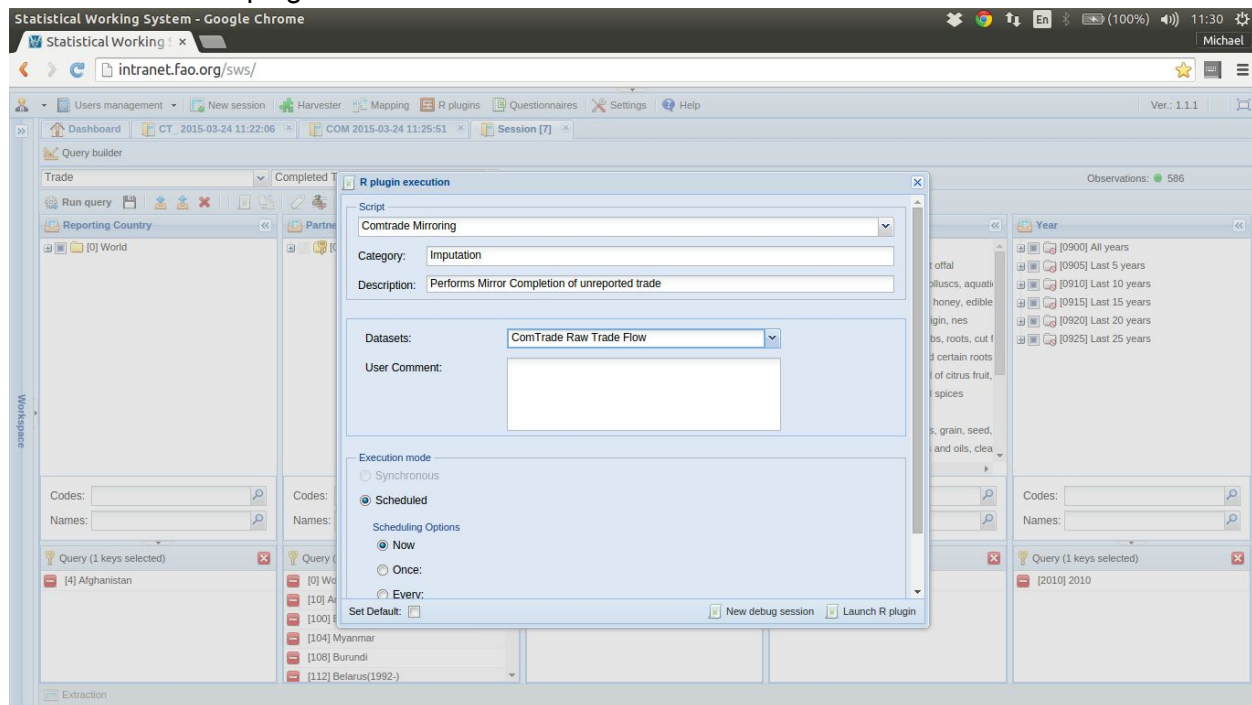 Statistical Working System - Google Chrome
En (100%) 11:30
Statistical Working S ×
Michael
intranet.fao.org/sws/
Users management New session Harvester Mapping R plugins Questionnaires Settings Help Ver.: 1.1.1
Dashboard CT_ 2015-03-24 11:22:06 COM 2015-03-24 11:25:51 Session [7]
Query builder
Trade Completed T Observations: 586
Run query
R plugin execution
Script
Comtrade Mirroring
Category: Imputation
Description: Performs Mirror Completion of unreported trade
Datasets: ComTrade Raw Trade Flow
User Comment:
Execution mode
Synchronous
Scheduled
Scheduling Options
Now
Once:
Every:
Set Default: New debug session Launch R plugin
Reporting Country
[0] World
Codes:
Names:
Query (1 keys selected)
[4] Afghanistan
Partne
Codes:
Names:
Query (
[0] Wo
[10] A
[100] B
[104] Myanmar
[108] Burundi
[112] Belarus(1992-)
t offal
olluscs, aquati
honey, edible
igin, nes
bs, roots, cut f
d certain roots
l of citrus fruit,
l spices
s, grain, seed,
and oils, clea
Year
[0900] All years
[0905] Last 5 years
[0910] Last 10 years
[0915] Last 15 years
[0920] Last 20 years
[0925] Last 25 years
Codes:
Names:
Query (1 keys selected)
[2010] 2010
Workspace
Extraction